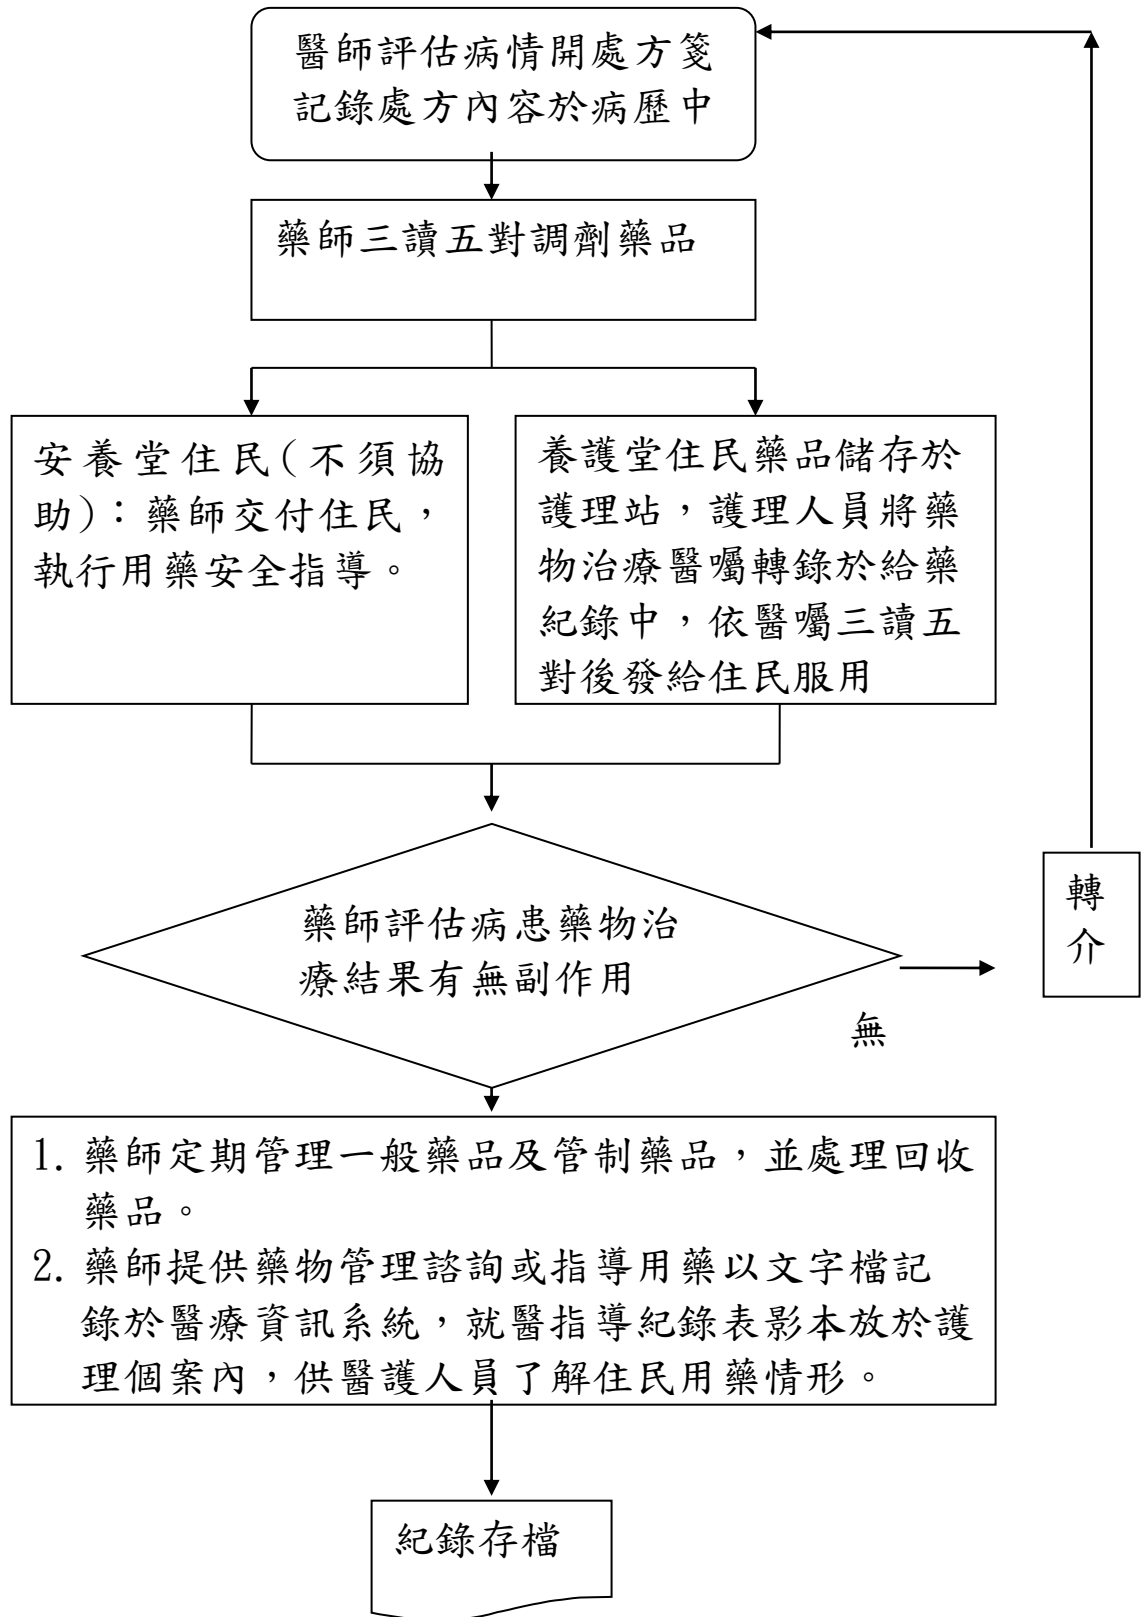 醫師評估病情開處方箋
記錄處方內容於病歷中
藥師三讀五對調劑藥品
安養堂住民(不須協
助)：藥師交付住民，
執行用藥安全指導。
養護堂住民藥品儲存於
護理站，護理人員將藥
物治療醫囑轉錄於給藥
紀錄中，依醫囑三讀五
對後發給住民服用
藥師評估病患藥物治
療結果有無副作用
無
轉
介
1. 藥師定期管理一般藥品及管制藥品，並處理回收
藥品。
2. 藥師提供藥物管理諮詢或指導用藥以文字檔記
錄於醫療資訊系統，就醫指導紀錄表影本放於護
理個案內，供醫護人員了解住民用藥情形。
紀錄存檔